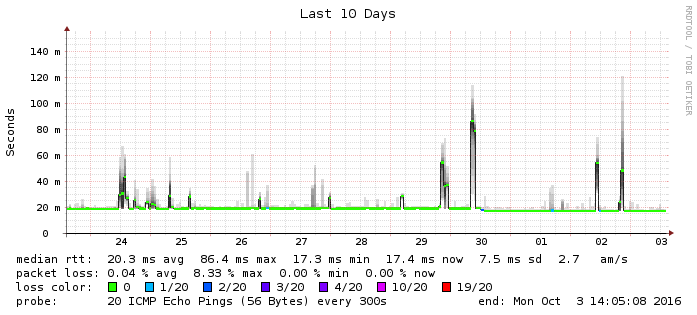 Last 10 Days
RRDTOOL / TOBI OETIKER
Seconds
140 m
120 m
100 m
80 m
60 m
40 m
20 m
0
24 25 26 27 28 29 30 01 02 03
median rtt: 20.3 ms avg 86.4 ms max 17.3 ms min 17.4 ms now 7.5 ms sd 2.7 am/s
packet loss: 0.04 % avg 8.33 % max 0.00 % min 0.00 % now
loss color: 0 1/20 2/20 3/20 4/20 10/20 19/20
probe: 20 ICMP Echo Pings (56 Bytes) every 300s end: Mon Oct 3 14:05:08 2016